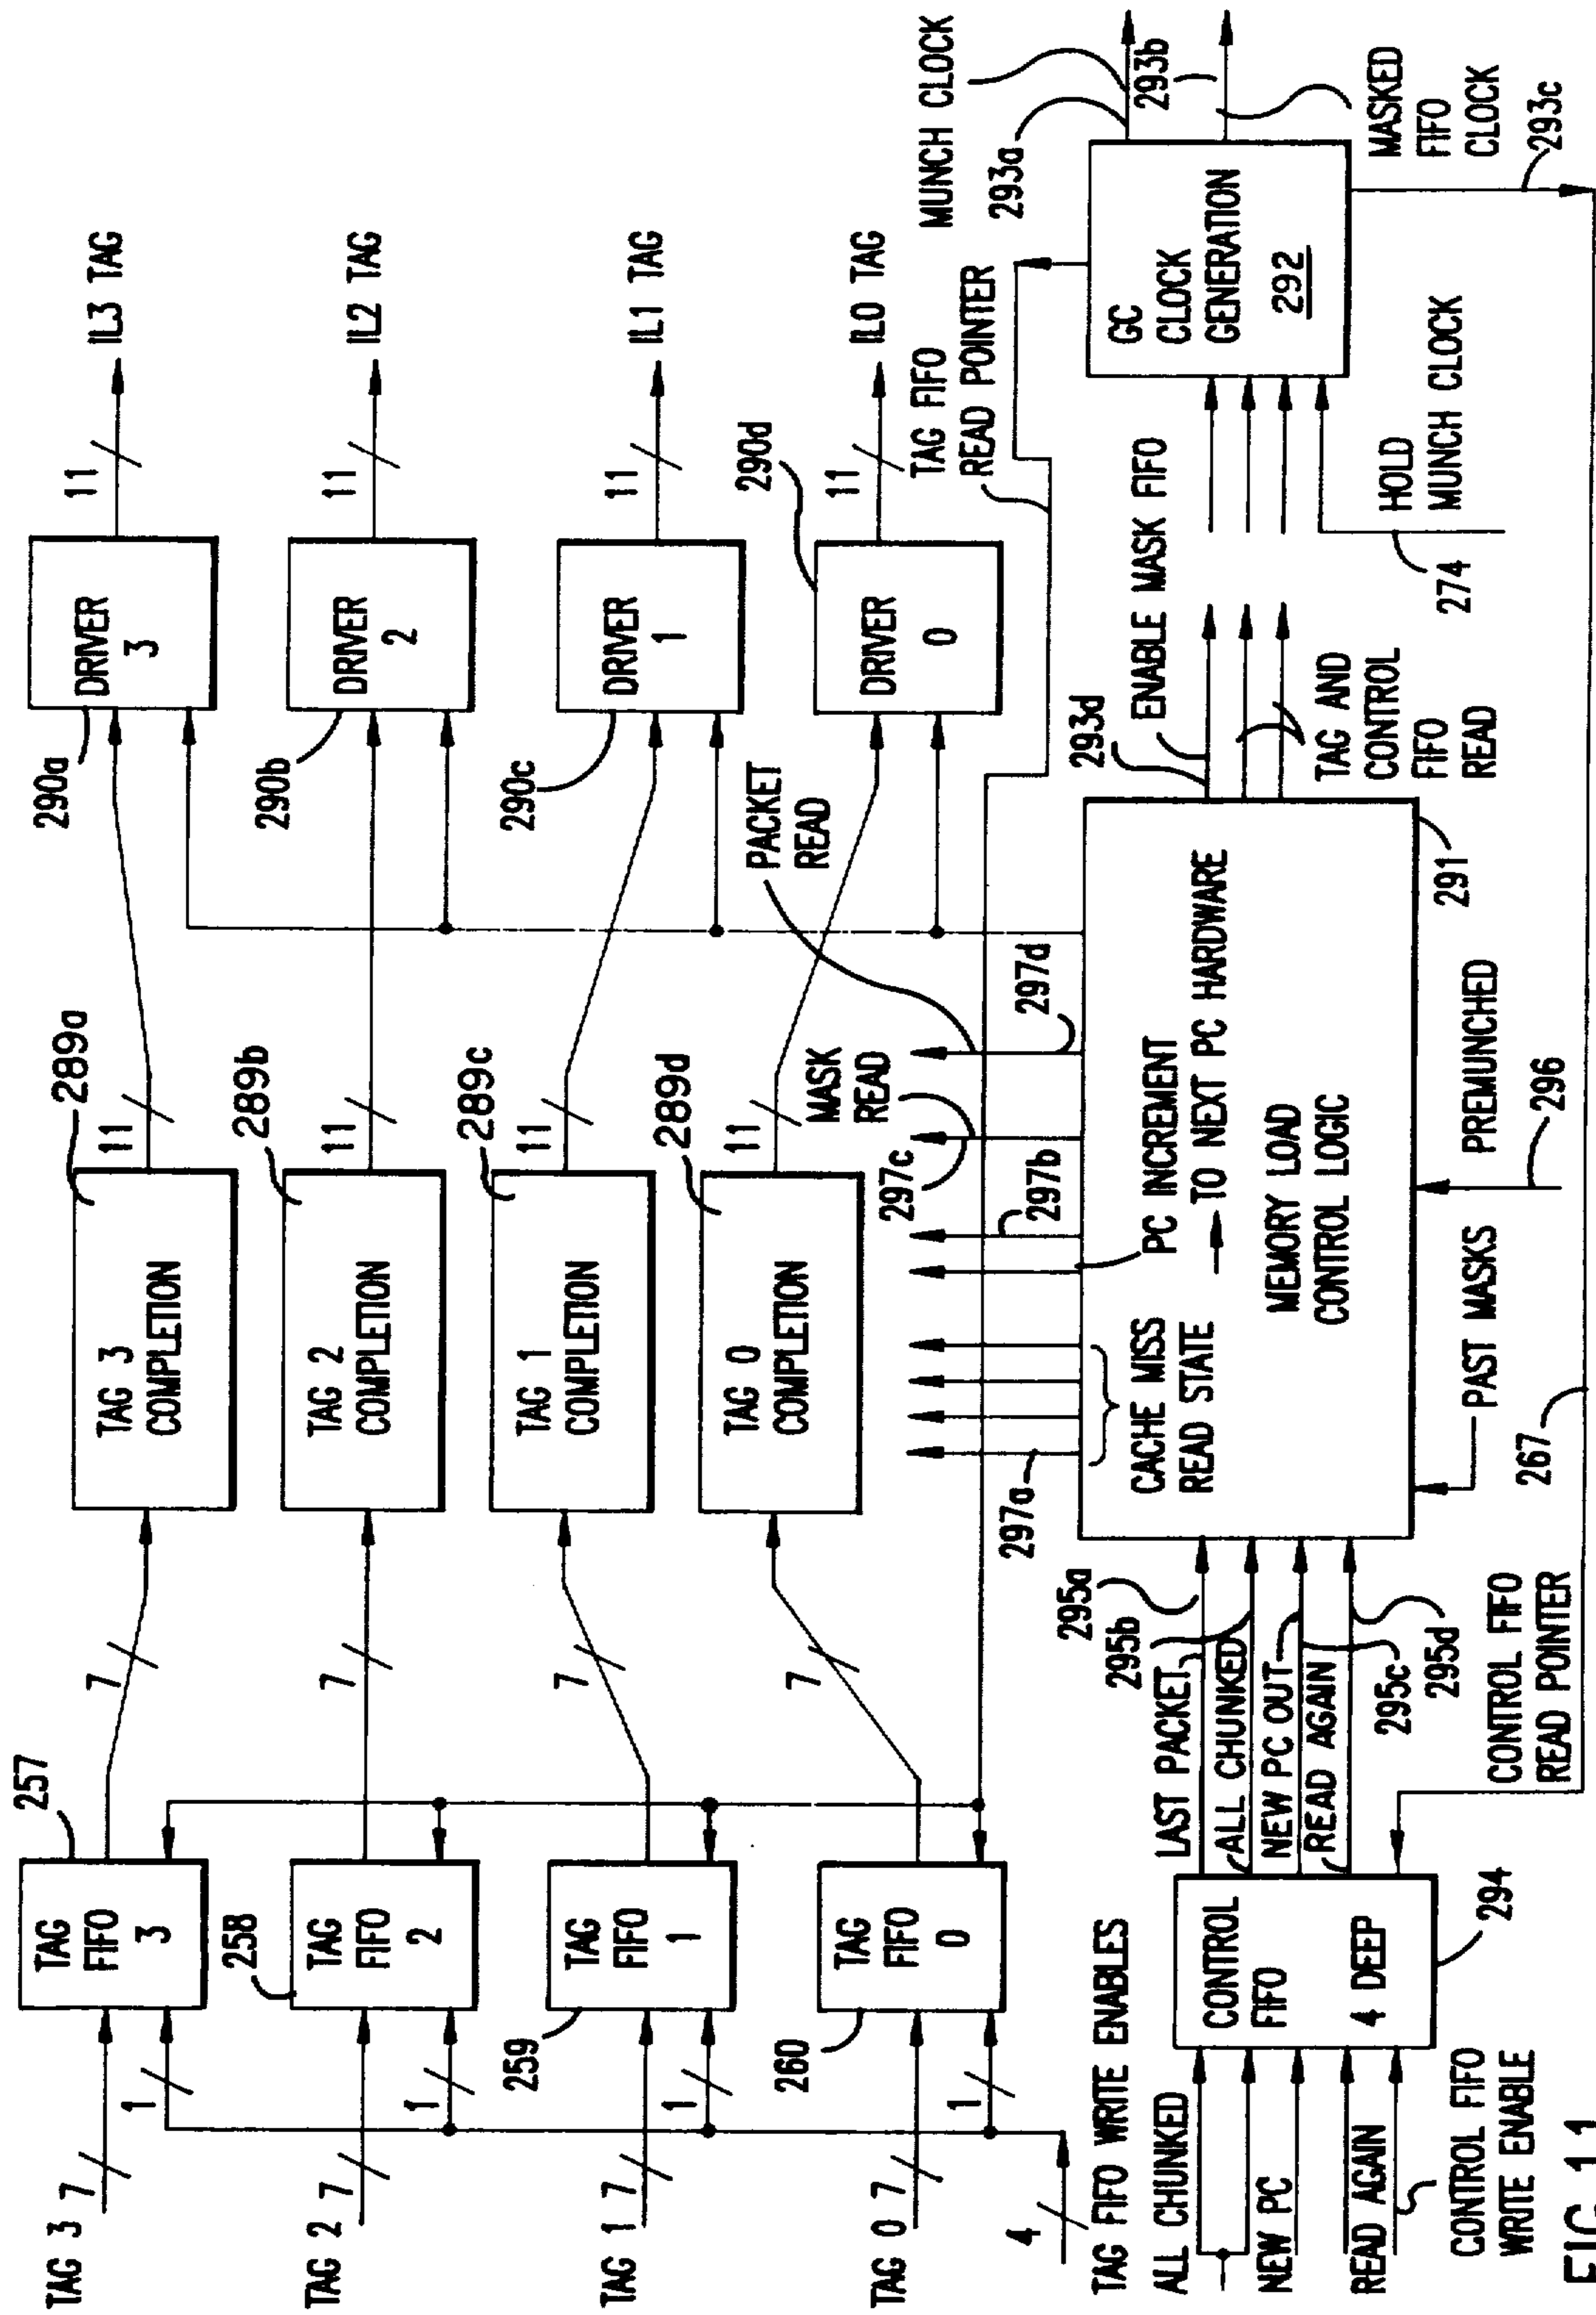 TAG 3
7
1
TAG
FIFO
3
257
7
TAG 3
COMPLETION
289a
11
DRIVER
3
290a
11
IL3 TAG
TAG 2
7
1
TAG
FIFO
2
258
7
TAG 2
COMPLETION
289b
11
DRIVER
2
290b
11
IL2 TAG
TAG 1
7
1
TAG
FIFO
1
259
7
TAG 1
COMPLETION
289c
11
DRIVER
1
290c
11
IL1 TAG
TAG 0
7
1
TAG
FIFO
0
260
7
TAG 0
COMPLETION
289d
11
DRIVER
0
290d
11
IL0 TAG
4
TAG FIFO WRITE ENABLES
PACKET
READ
MASK
READ
TAG FIFO
READ POINTER
297a
297b
297c
297d
ALL CHUNKED
NEW PC
READ AGAIN
CONTROL FIFO
WRITE ENABLE
CONTROL
FIFO
4 DEEP
294
LAST PACKET
ALL CHUNKED
NEW PC OUT
READ AGAIN
295a
295b
295c
295d
CONTROL FIFO
READ POINTER
267
CACHE MISS
READ STATE
PC INCREMENT
TO NEXT PC HARDWARE
MEMORY LOAD
CONTROL LOGIC
291
PAST MASKS
PREMUNCHED
296
293d
ENABLE MASK FIFO
TAG AND
CONTROL
FIFO
READ
HOLD
MUNCH CLOCK
274
GC
CLOCK
GENERATION
292
MUNCH CLOCK
293a
293b
MASKED
FIFO
CLOCK
293c
FIG.11